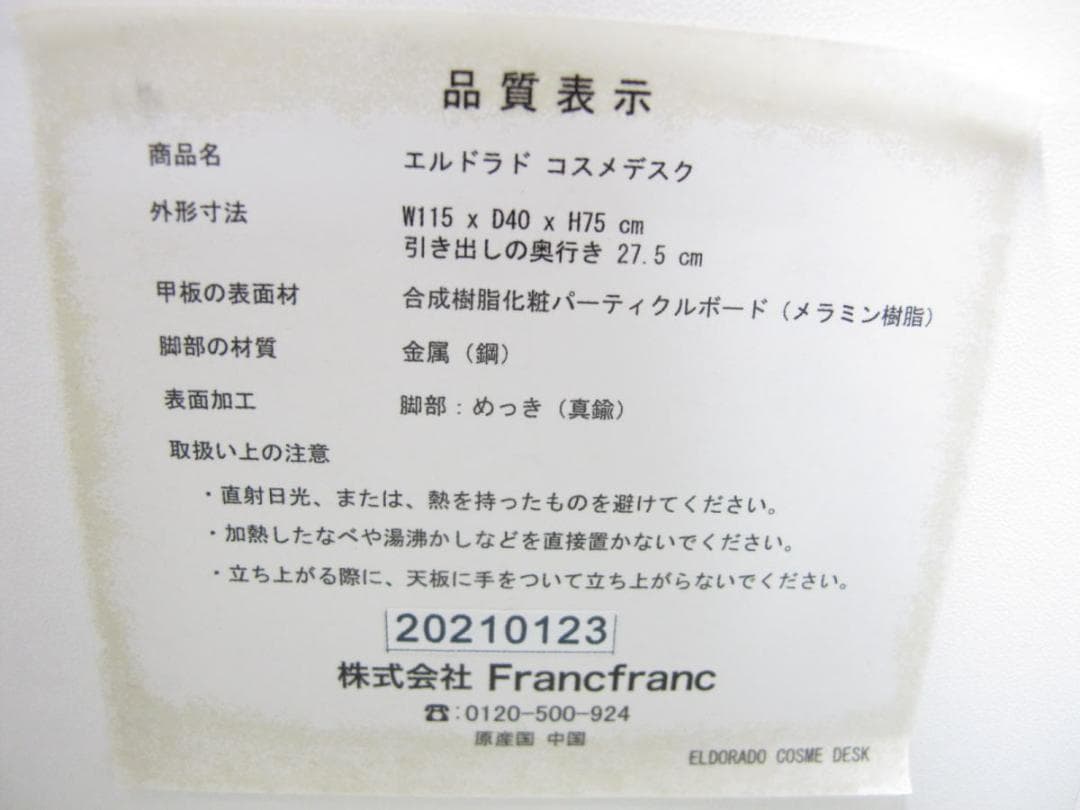 品質表示
商品名 エルドラド コスメデスク
外形寸法 W115 x D40 x H75 cm
引き出しの奥行き 27.5 cm
甲板の表面材 合成樹脂化粧パーティクルボード（メラミン樹脂）
脚部の材質 金属（鋼）
表面加工 脚部：めっき（真鍮）
取扱い上の注意
・直射日光、または、熱を持ったものを避けてください。
・加熱したなべや湯沸かしなどを直接置かないでください。
・立ち上がる際に、天板に手をついて立ち上がらないでください。
20210123
株式会社 Francfranc
☎:0120-500-924
原産国 中国
ELDORADO COSME DESK